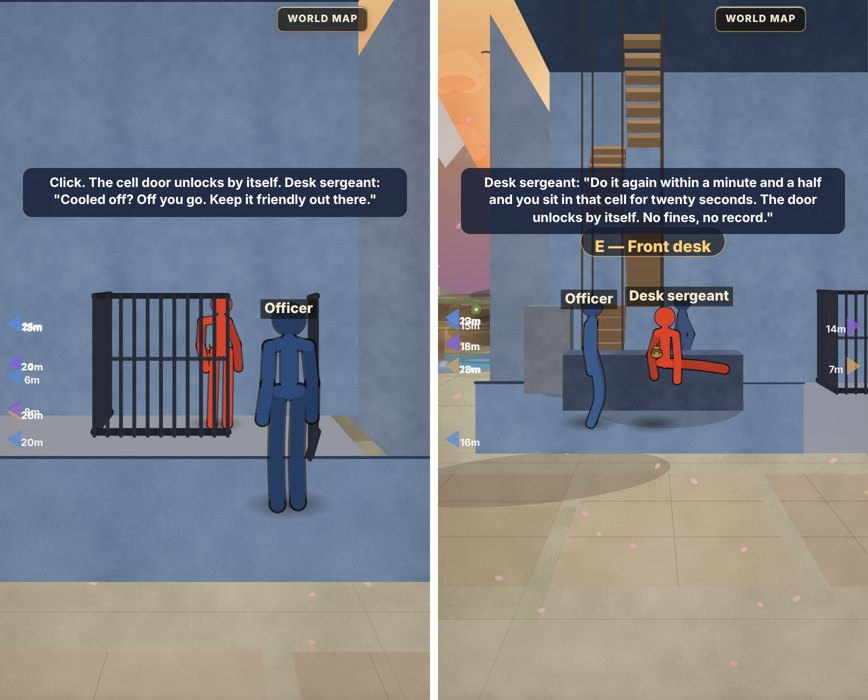 WORLD MAP
Click. The cell door unlocks by itself. Desk sergeant:
"Cooled off? Off you go. Keep it friendly out there."
Officer
6m
20m
WORLD MAP
Desk sergeant: "Do it again within a minute and a half
and you sit in that cell for twenty seconds. The door
unlocks by itself. No fines, no record."
E — Front desk
Officer
Desk sergeant
14m
18m
7m
16m